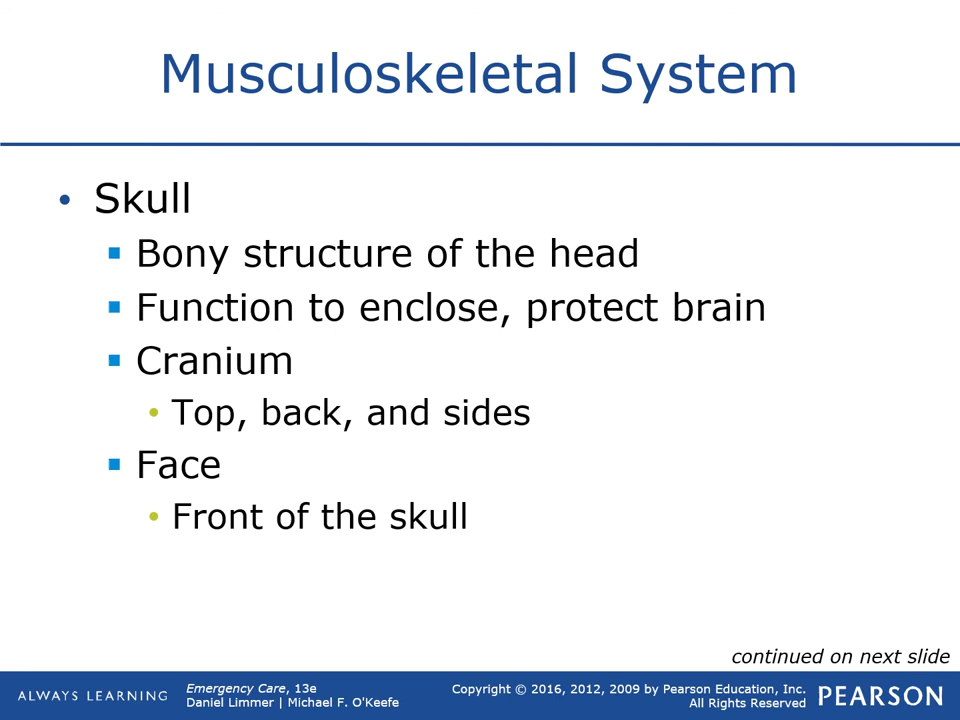 Musculoskeletal System
• Skull
▪ Bony structure of the head
▪ Function to enclose, protect brain
▪ Cranium
• Top, back, and sides
▪ Face
• Front of the skull
continued on next slide
ALWAYS LEARNING
Emergency Care, 13e
Daniel Limmer | Michael F. O'Keefe
Copyright © 2016, 2012, 2009 by Pearson Education, Inc.
All Rights Reserved
PEARSON